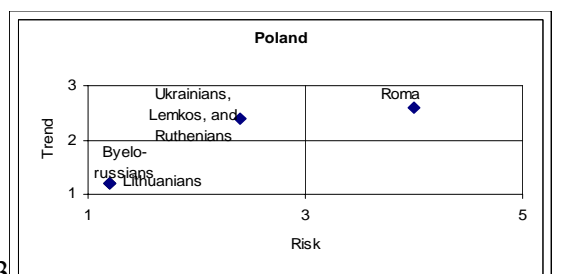 Poland
3
Ukrainians,
Lemkos, and
Ruthenians
Roma
Trend
2
Byelo-
russians
Lithuanians
1
1
3
5
Risk
3